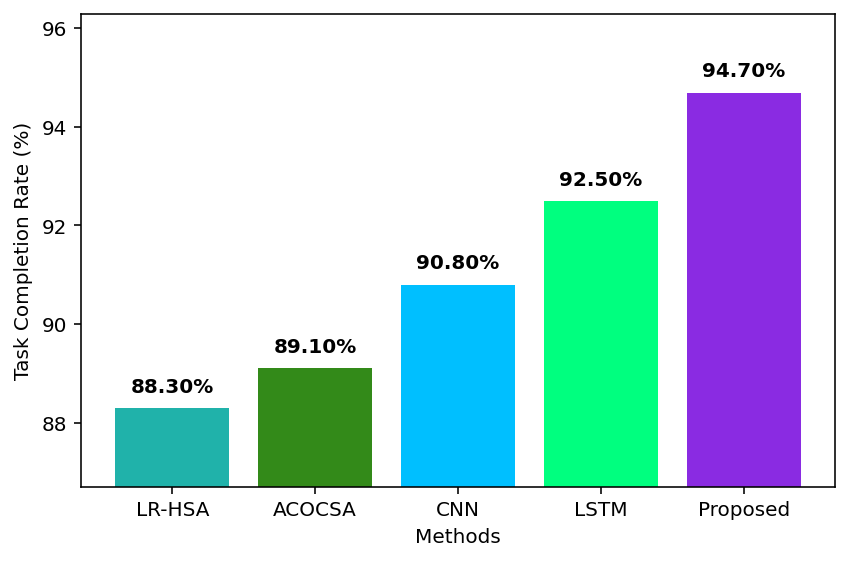 96
94
92
90
88
Task Completion Rate (%)
88.30%
89.10%
90.80%
92.50%
94.70%
LR-HSA
ACOCSA
CNN
LSTM
Proposed
Methods